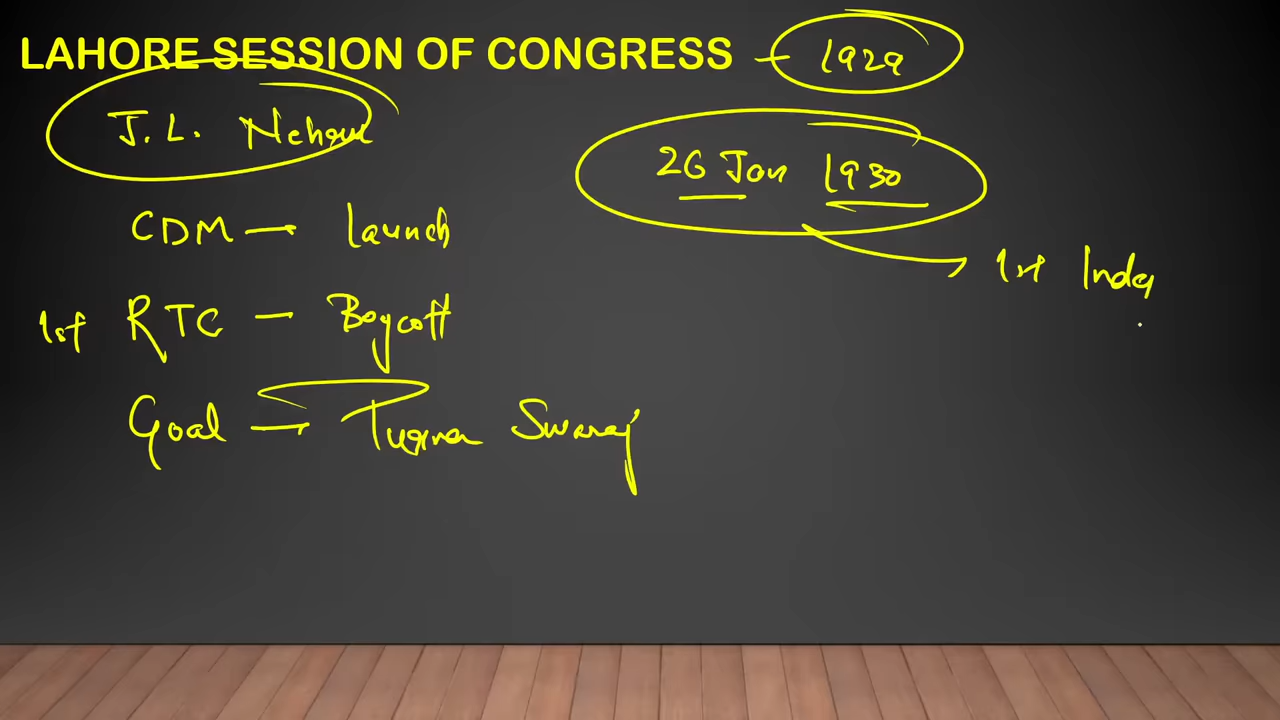 LAHORE SESSION OF CONGRESS - 1929
J. L. Nehru
26 Jan 1930
CDM - Launch
1st Inde
1st RTC - Boycott
Goal - Purna Swaraj